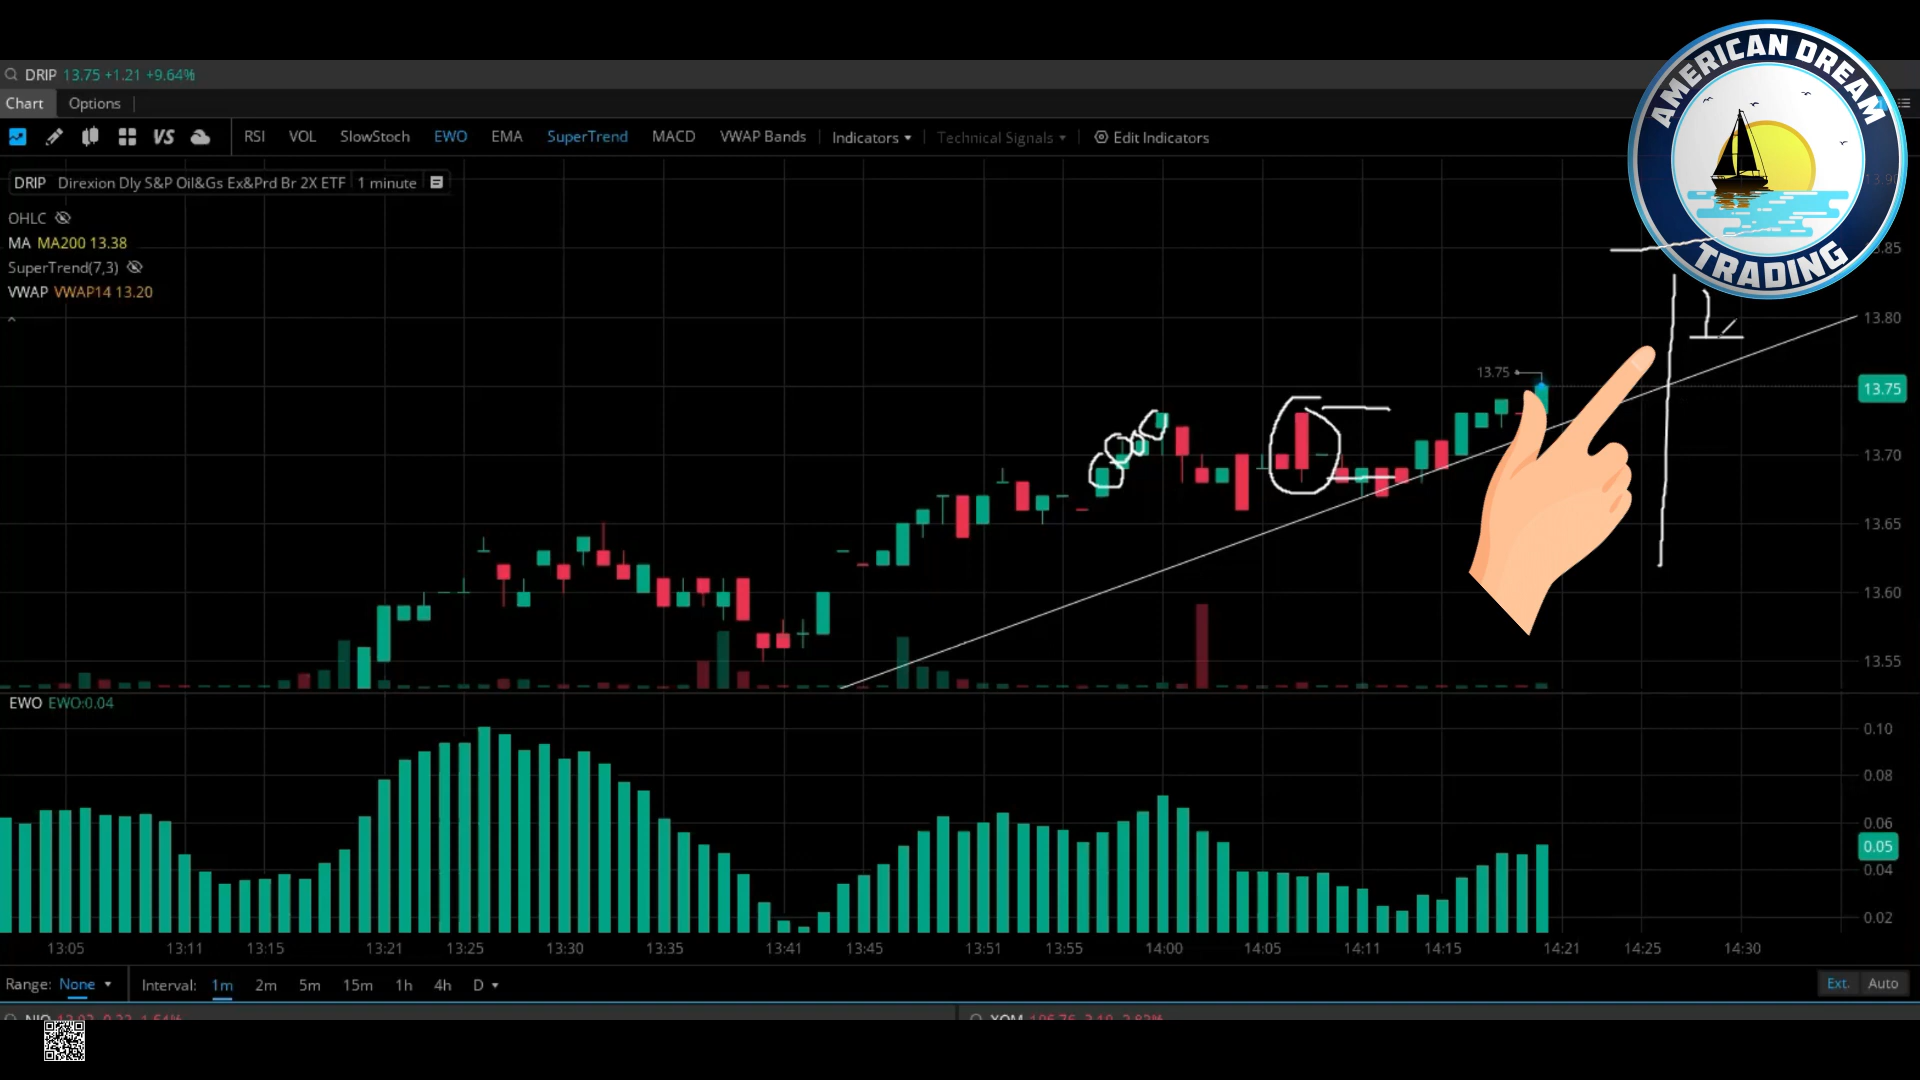 AMERICAN DREAM
TRADING
DRIP 13.75 +1.21 +9.64%
Chart Options
VS RSI VOL SlowStoch EWO EMA SuperTrend MACD VWAP Bands Indicators Technical Signals Edit Indicators
DRIP Direxion Dly S&P Oil&Gs Ex&Prd Br 2X ETF 1 minute
OHLC
MA MA200 13.38
SuperTrend(7,3)
VWAP VWAP14 13.20
13.90
13.85
13.80
13.75
13.75
13.70
13.65
13.60
13.55
EWO EWO:0.04
0.10
0.08
0.06
0.05
0.04
0.02
13:05 13:11 13:15 13:21 13:25 13:30 13:35 13:41 13:45 13:51 13:55 14:00 14:05 14:11 14:15 14:21 14:25 14:30
Range: None Interval: 1m 2m 5m 15m 1h 4h D Ext. Auto